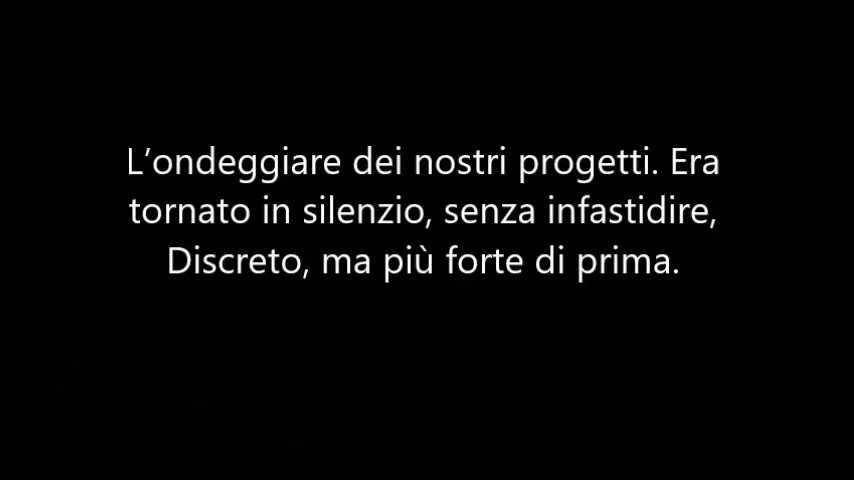 L’ondeggiare dei nostri progetti. Era
tornato in silenzio, senza infastidire,
Discreto, ma più forte di prima.